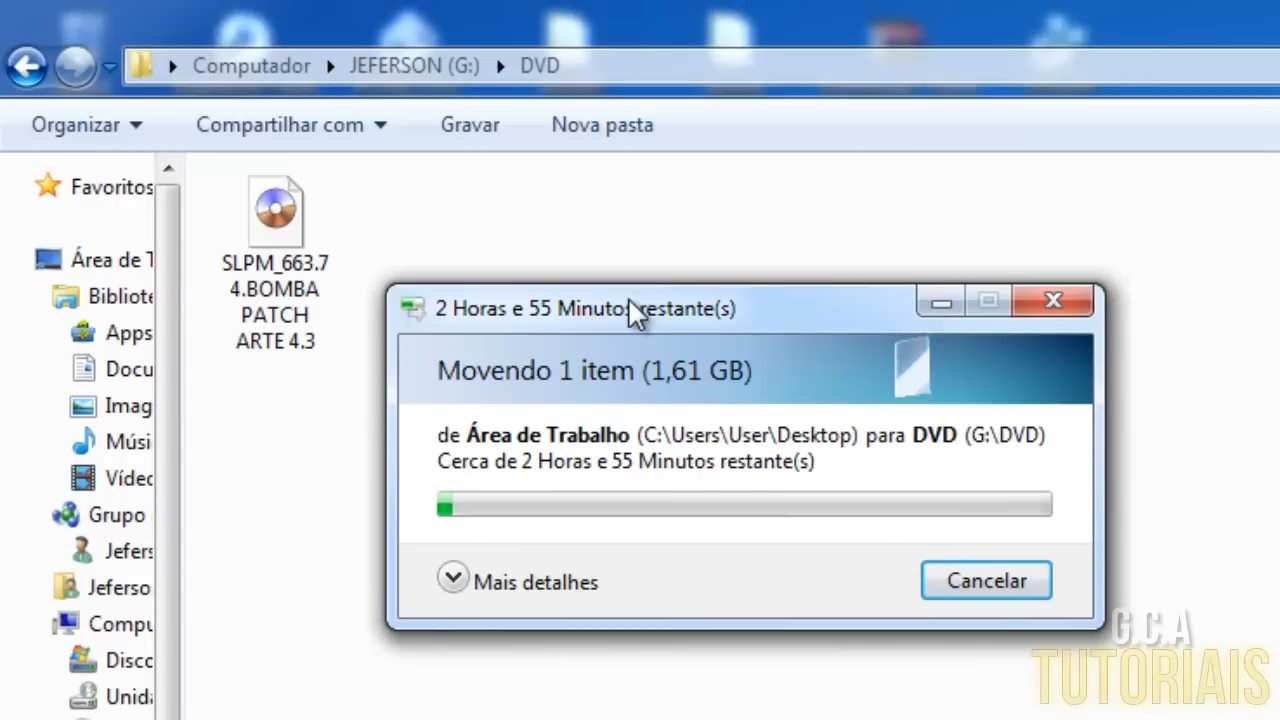 Computador JEFERSON (G:) DVD
Organizar Compartilhar com Gravar Nova pasta
Favoritos
Área de T
Bibliote
Apps
Docu
Imag
Músi
Vídec
Grupo
Jefers
Jeferso
Compu
Disco
Unida
SLPM_663.7
4.BOMBA
PATCH
ARTE 4.3
2 Horas e 55 Minutos restante(s)
Movendo 1 item (1,61 GB)
de Área de Trabalho (C:\Users\User\Desktop) para DVD (G:\DVD)
Cerca de 2 Horas e 55 Minutos restante(s)
Mais detalhes
Cancelar
G.C.A
TUTORIAIS